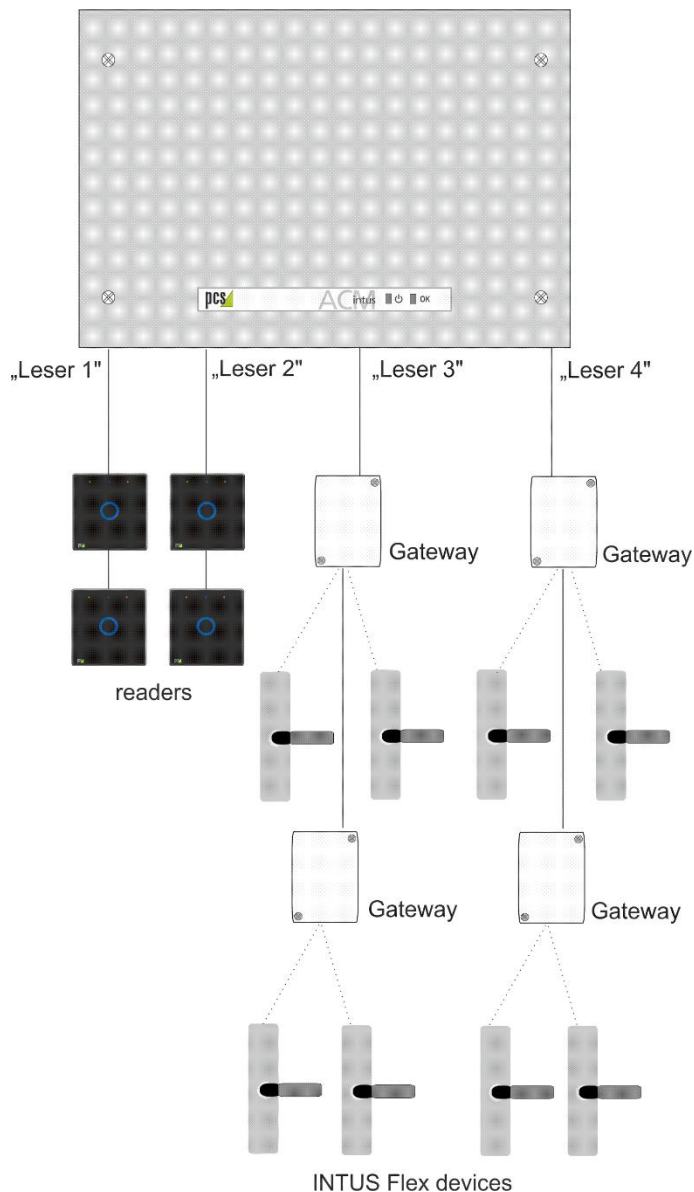 pcs ACM intus OK
„Leser 1" „Leser 2" „Leser 3" „Leser 4"
Gateway Gateway
readers
Gateway Gateway
INTUS Flex devices